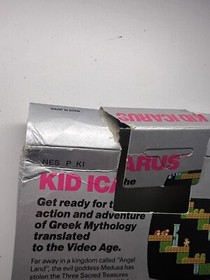 KID ICARUS
NES P KI
KID ICARUS
the
Get ready for t
action and adventure
of Greek Mythology
translated
to the Video Age.
Far away in a kingdom called "Angel
Land", the evil goddess Medusa has
stolen the Three Sacred Treasures